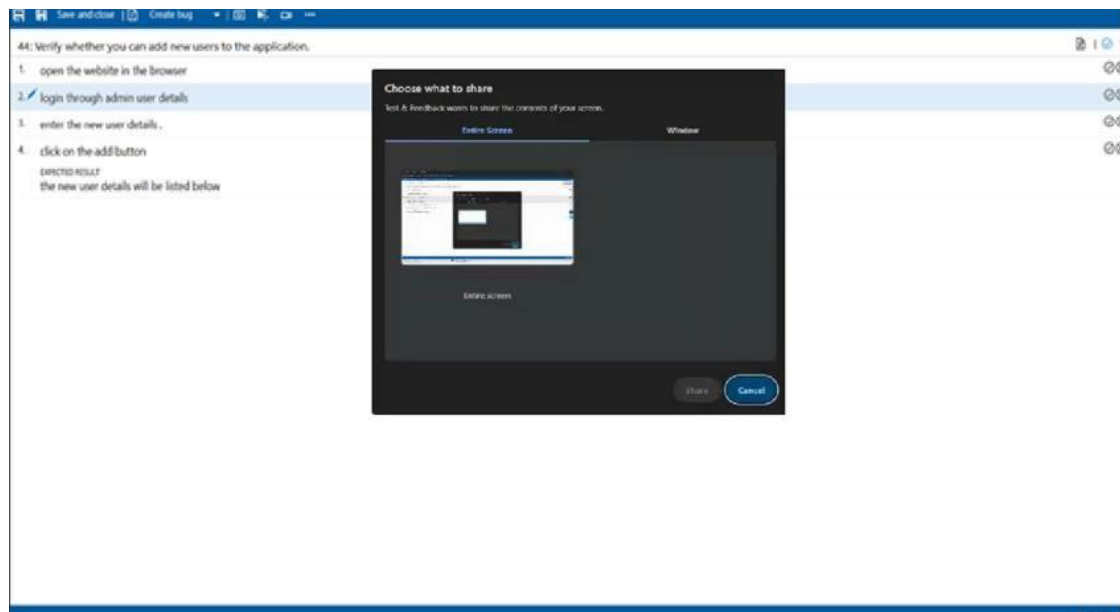 Save and close
Create bug
44: Verify whether you can add new users to the application.
1. open the website in the browser
2. login through admin user details
3. enter the new user details .
4. click on the add button
EXPECTED RESULT
the new user details will be listed below
Choose what to share
Test & Feedback wants to share the contents of your screen.
Entire Screen
Window
Entire screen
Share
Cancel